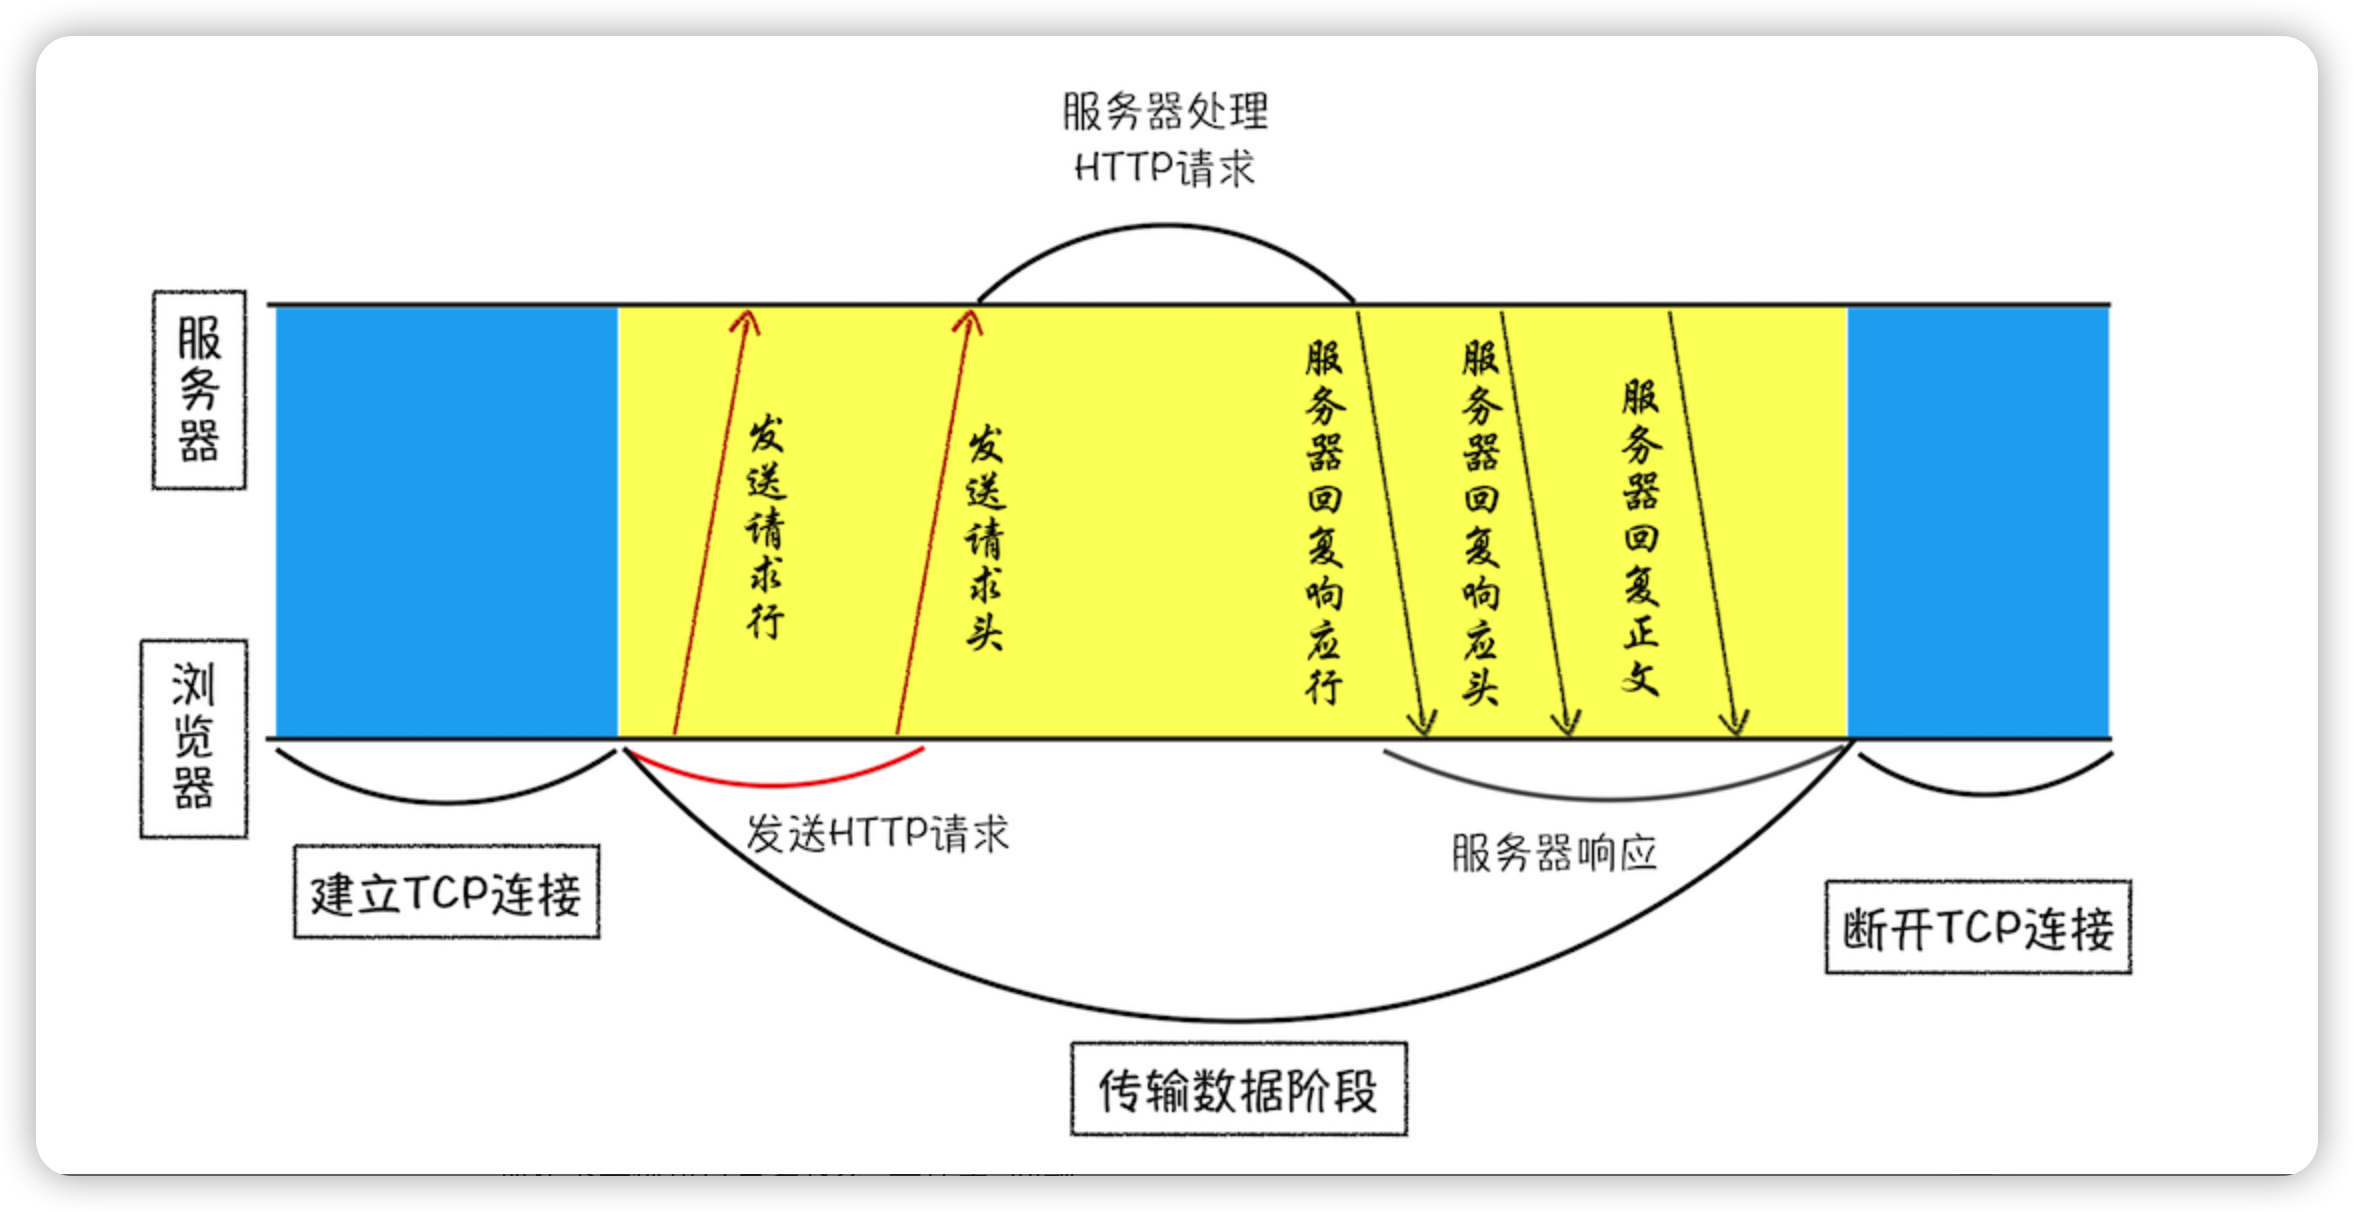 服务器处理
HTTP请求
服务器
浏览器
发送请求行
发送请求头
服务器回复响应行
服务器回复响应头
服务器回复正文
发送HTTP请求
服务器响应
建立TCP连接
断开TCP连接
传输数据阶段